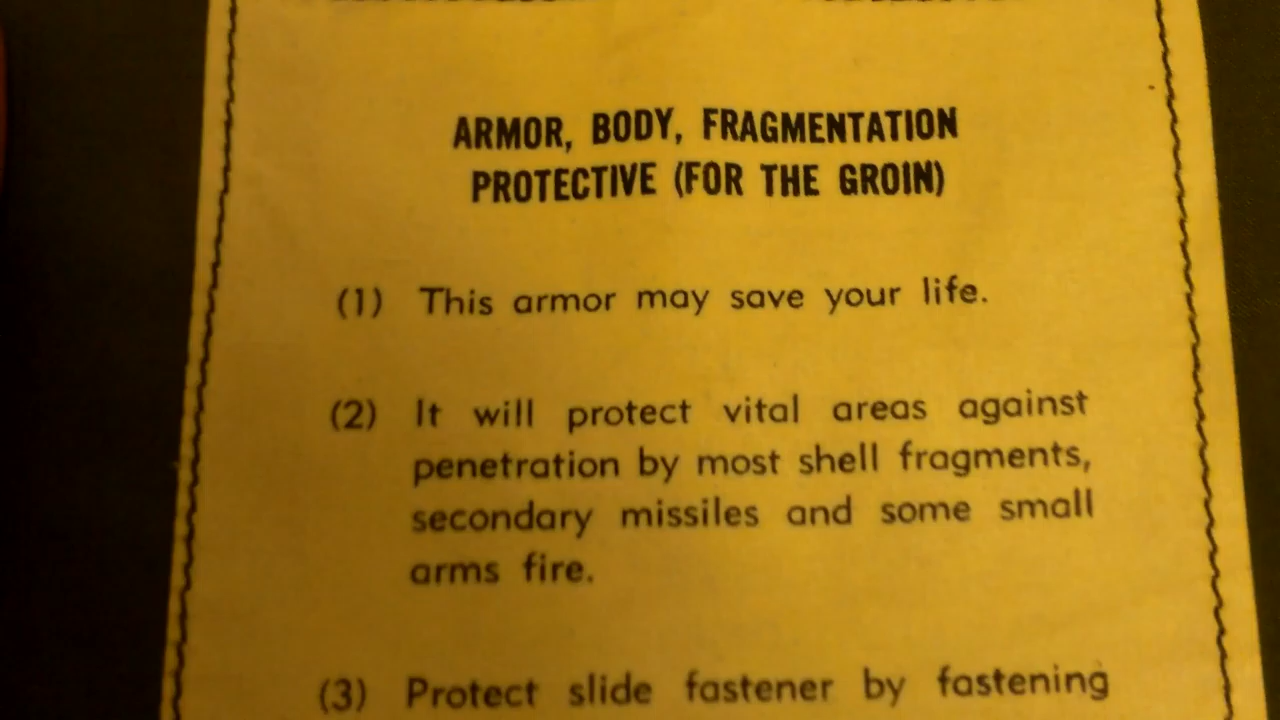 ARMOR, BODY, FRAGMENTATION
PROTECTIVE (FOR THE GROIN)
(1) This armor may save your life.
(2) It will protect vital areas against
penetration by most shell fragments,
secondary missiles and some small
arms fire.
(3) Protect slide fastener by fastening